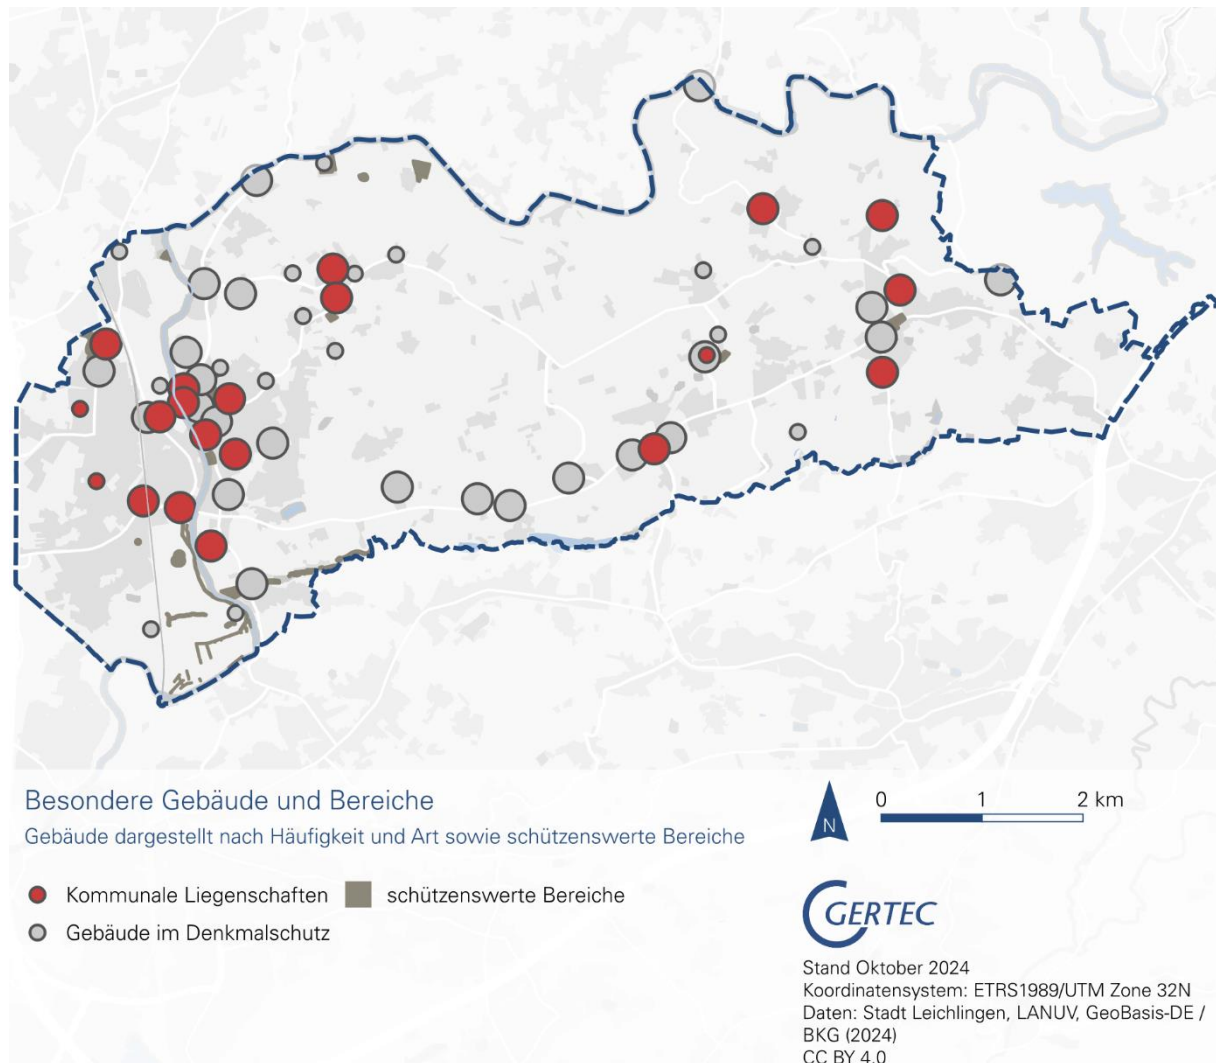 Besondere Gebäude und Bereiche
Gebäude dargestellt nach Häufigkeit und Art sowie schützenswerte Bereiche
Kommunale Liegenschaften
schützenswerte Bereiche
Gebäude im Denkmalschutz
N
0 1 2 km
GERTEC
Stand Oktober 2024
Koordinatensystem: ETRS1989/UTM Zone 32N
Daten: Stadt Leichlingen, LANUV, GeoBasis-DE /
BKG (2024)
CC BY 4.0